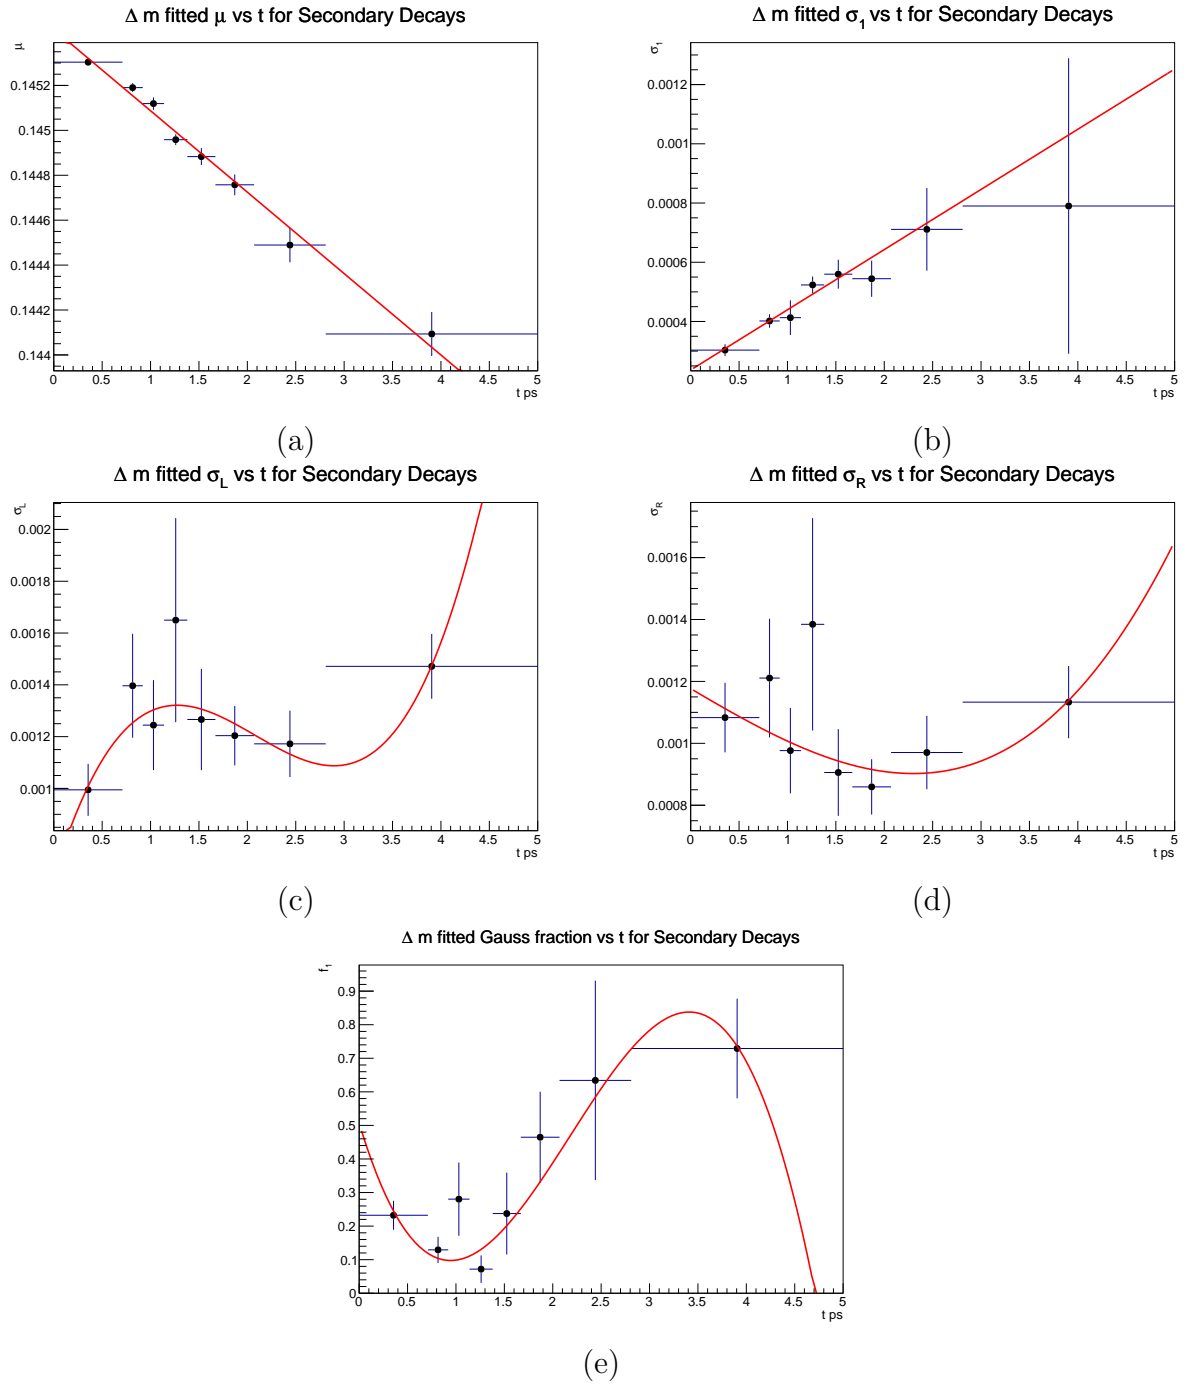 Δ m fitted μ vs t for Secondary Decays
μ
0.1452
0.145
0.1448
0.1446
0.1444
0.1442
0.144
0 0.5 1 1.5 2 2.5 3 3.5 4 4.5 5
t ps
(a)
Δ m fitted σ₁ vs t for Secondary Decays
σ₁
0.0012
0.001
0.0008
0.0006
0.0004
0 0.5 1 1.5 2 2.5 3 3.5 4 4.5 5
t ps
(b)
Δ m fitted σ_L vs t for Secondary Decays
σ_L
0.002
0.0018
0.0016
0.0014
0.0012
0.001
0 0.5 1 1.5 2 2.5 3 3.5 4 4.5 5
t ps
(c)
Δ m fitted σ_R vs t for Secondary Decays
σ_R
0.0016
0.0014
0.0012
0.001
0.0008
0 0.5 1 1.5 2 2.5 3 3.5 4 4.5 5
t ps
(d)
Δ m fitted Gauss fraction vs t for Secondary Decays
f₁
0.9
0.8
0.7
0.6
0.5
0.4
0.3
0.2
0.1
0
0 0.5 1 1.5 2 2.5 3 3.5 4 4.5 5
t ps
(e)